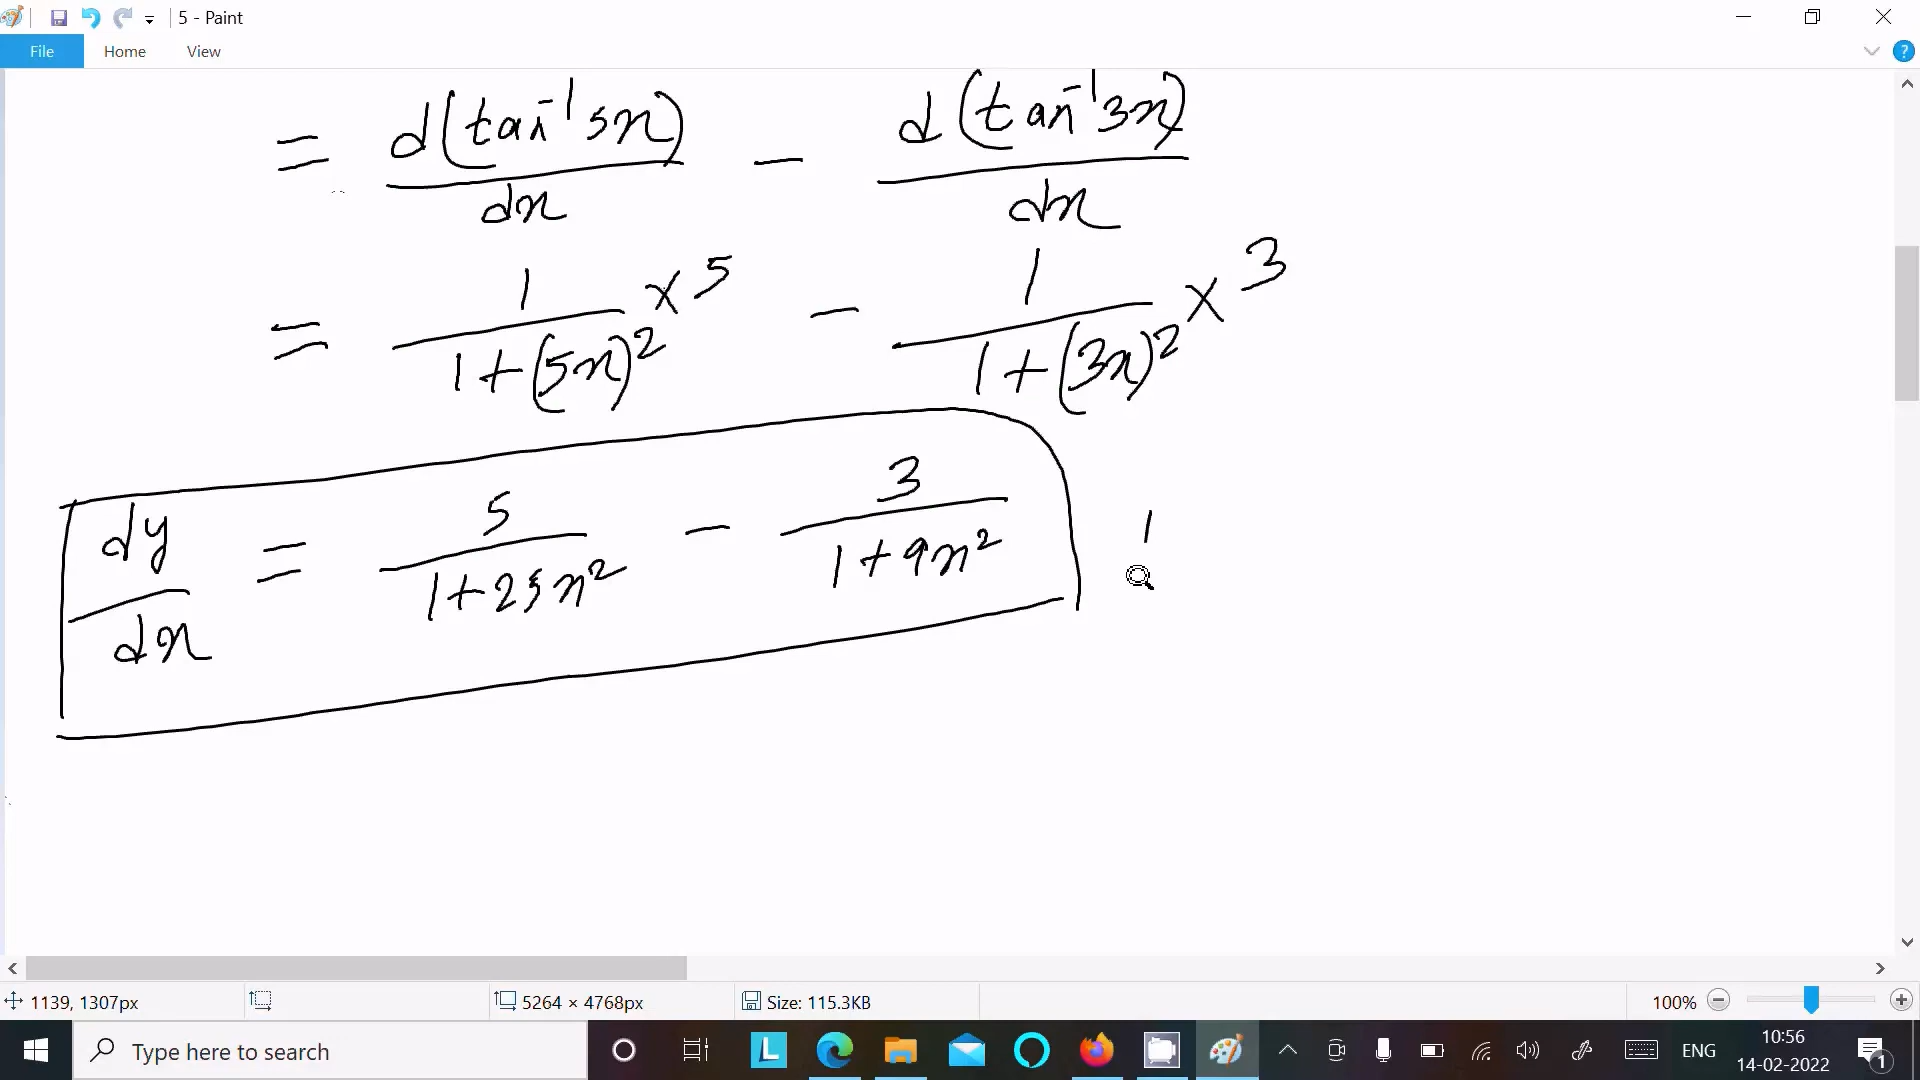 5 - Paint
File Home View
= d(tan⁻¹5x)/dx - d(tan⁻¹3x)/dx
= 1/(1+(5x)²) × 5 - 1/(1+(3x)²) × 3
dy/dx = 5/(1+25x²) - 3/(1+9x²) 1
1139, 1307px 5264 × 4768px Size: 115.3KB 100%
Type here to search L ENG 10:56
14-02-2022 1